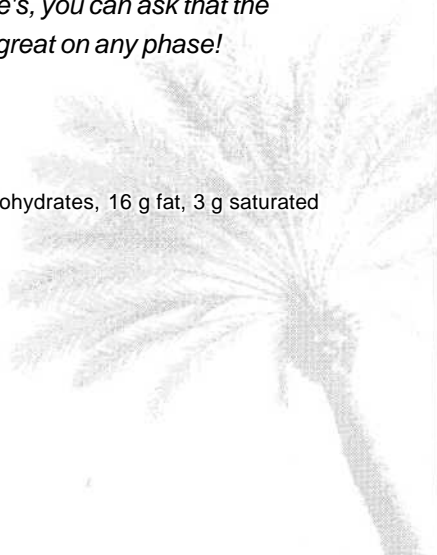 e's, you can ask that the
great on any phase!
ohydrates, 16 g fat, 3 g saturated